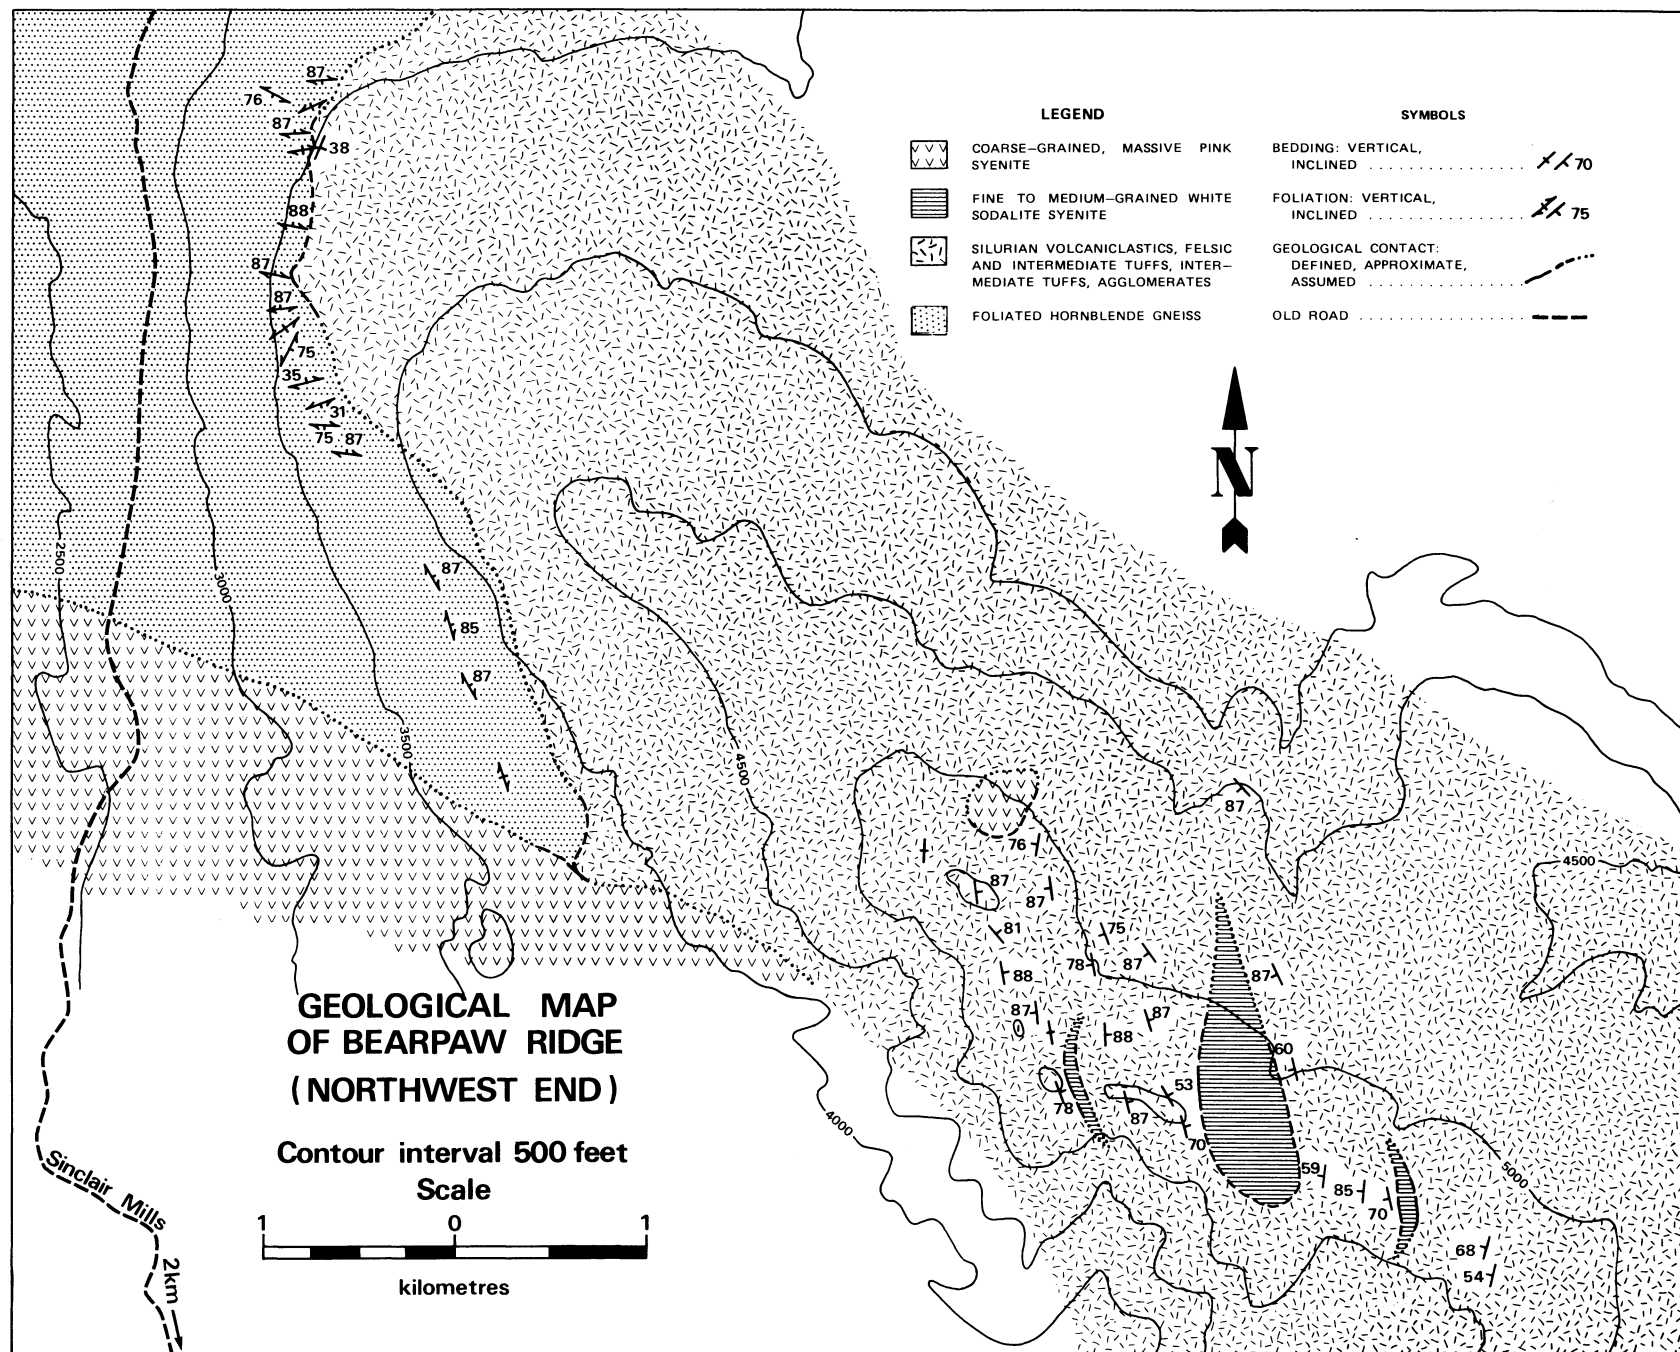 LEGEND
COARSE-GRAINED, MASSIVE PINK
SYENITE
FINE TO MEDIUM-GRAINED WHITE
SODALITE SYENITE
SILURIAN VOLCANICLASTICS, FELSIC
AND INTERMEDIATE TUFFS, INTER-
MEDIATE TUFFS, AGGLOMERATES
FOLIATED HORNBLENDE GNEISS
SYMBOLS
BEDDING: VERTICAL,
INCLINED ................ 70
FOLIATION: VERTICAL,
INCLINED ................ 75
GEOLOGICAL CONTACT:
DEFINED, APPROXIMATE,
ASSUMED ................
OLD ROAD ................
N
87
76
87
38
88
87
87
75
35
31
75
87
87
85
87
2500
3000
3500
4500
87
76
87
87
81
75
78
87
88
87
87
87
88
60
53
78
87
70
59
85
70
68
54
4500
4000
5000
GEOLOGICAL MAP
OF BEARPAW RIDGE
(NORTHWEST END)
Contour interval 500 feet
Scale
1 0 1
kilometres
Sinclair Mills
2km